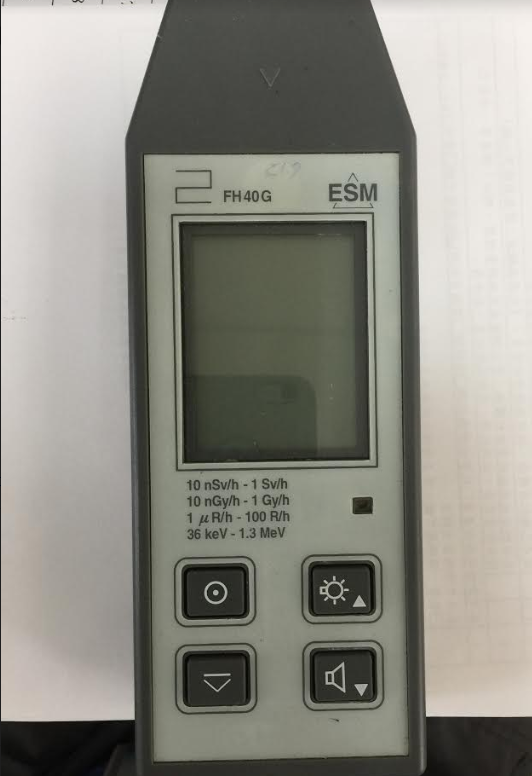 FH40G
ESM
10 nSv/h - 1 Sv/h
10 nGy/h - 1 Gy/h
1 μR/h - 100 R/h
36 keV - 1.3 MeV